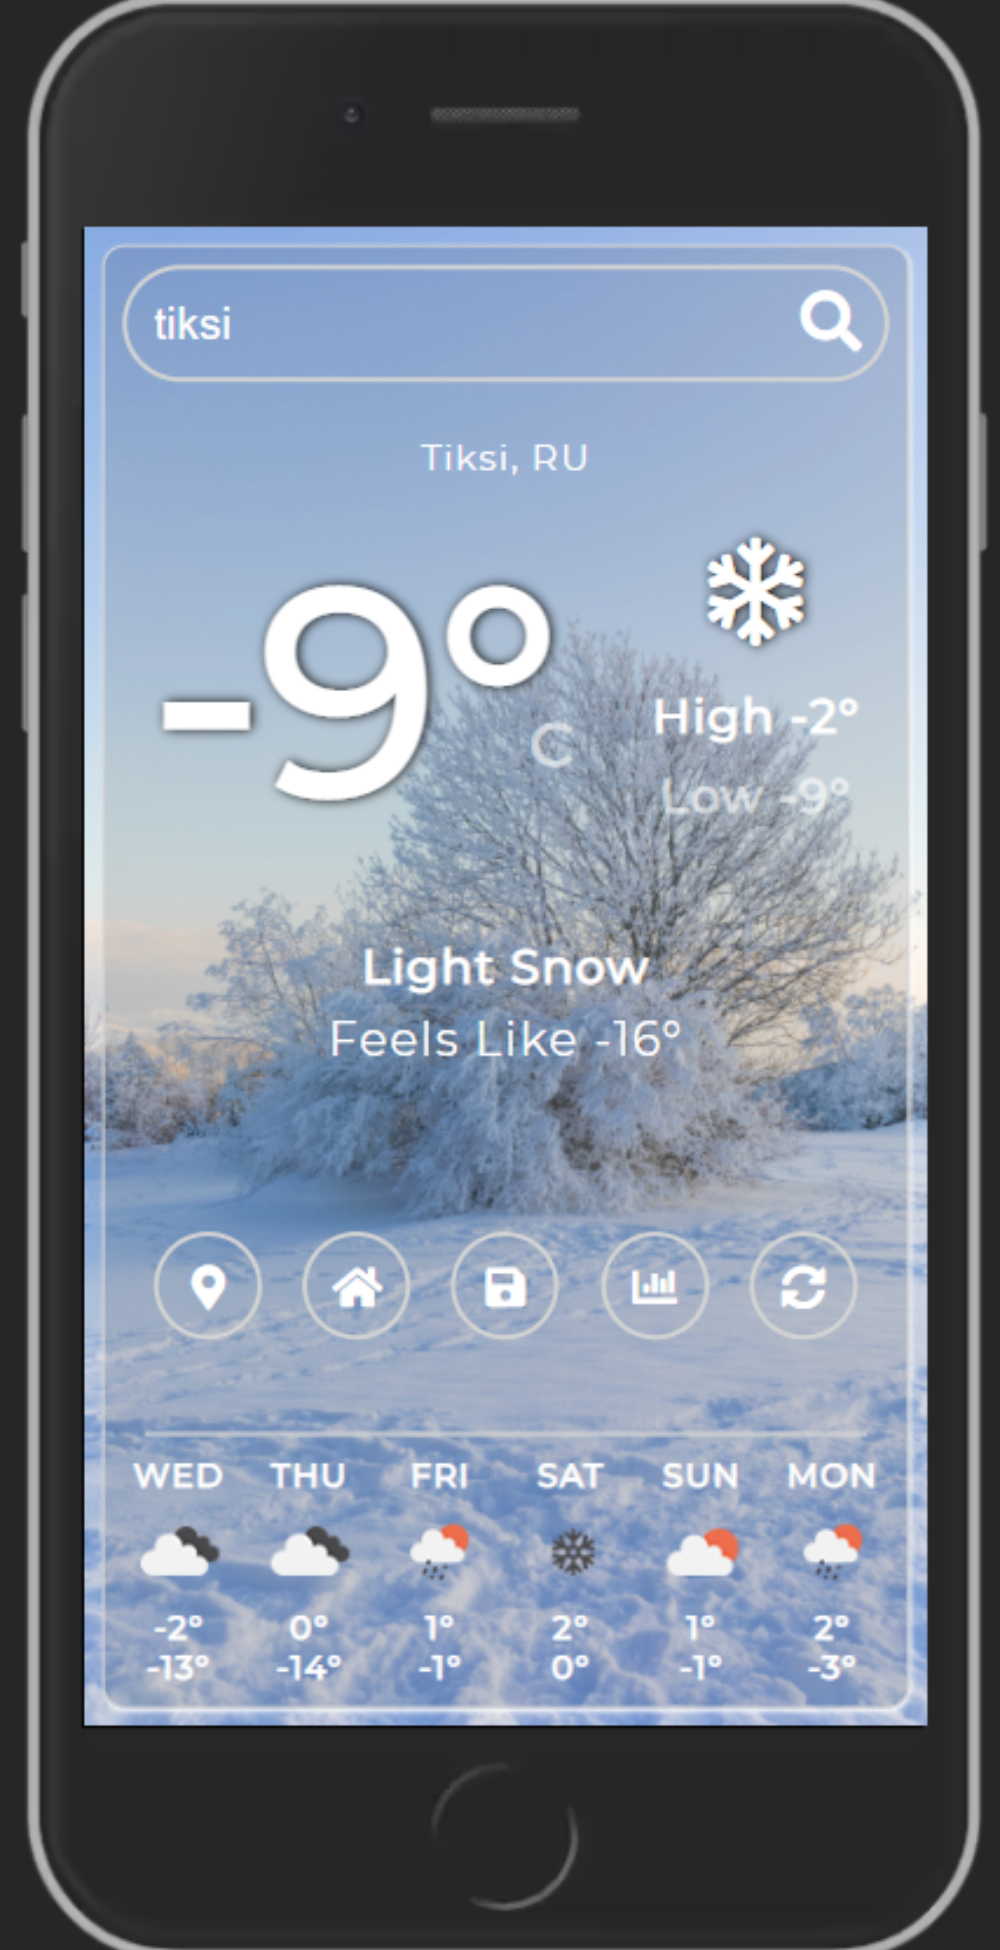 tiksi
Tiksi, RU
-9° C
High -2°
Low -9°
Light Snow
Feels Like -16°
WED THU FRI SAT SUN MON
-2° 0° 1° 2° 1° 2°
-13° -14° -1° 0° -1° -3°